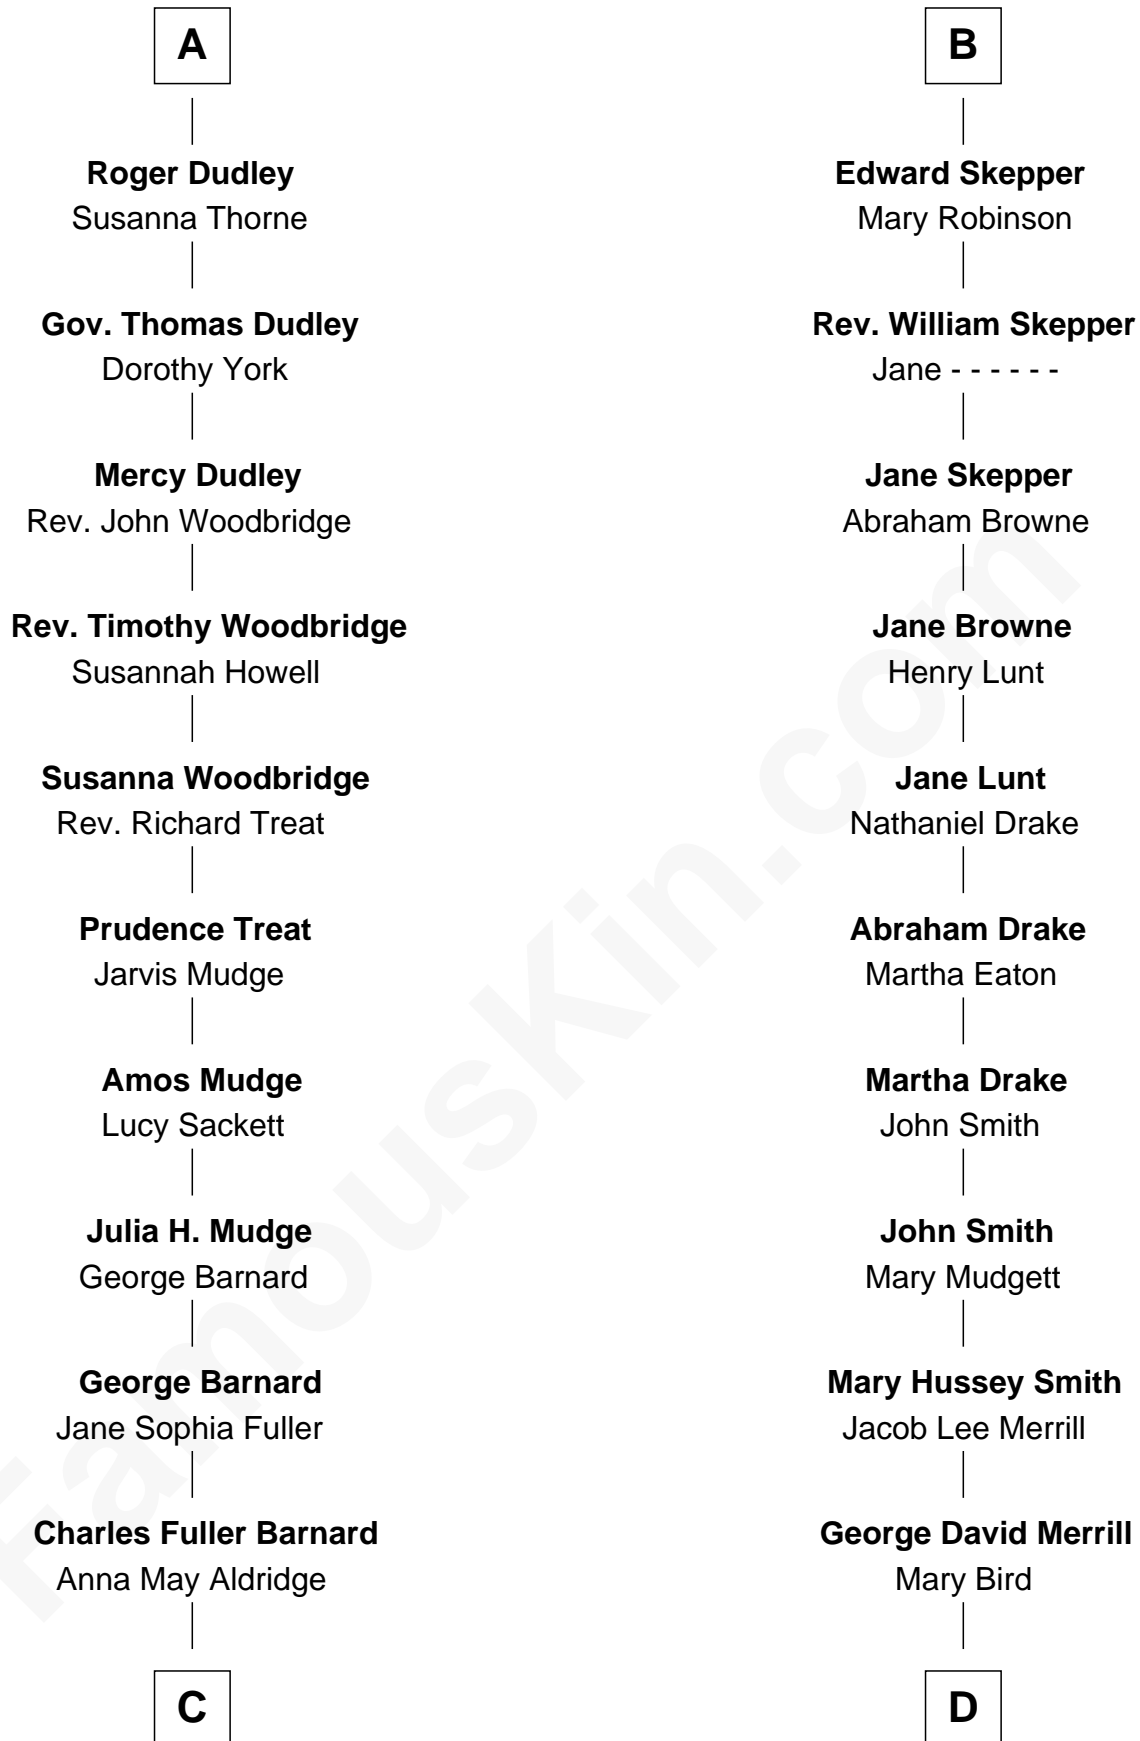 A
Roger Dudley
Susanna Thorne
Gov. Thomas Dudley
Dorothy York
Mercy Dudley
Rev. John Woodbridge
Rev. Timothy Woodbridge
Susannah Howell
Susanna Woodbridge
Rev. Richard Treat
Prudence Treat
Jarvis Mudge
Amos Mudge
Lucy Sackett
Julia H. Mudge
George Barnard
George Barnard
Jane Sophia Fuller
Charles Fuller Barnard
Anna May Aldridge
C
B
Edward Skepper
Mary Robinson
Rev. William Skepper
Jane - - - - - -
Jane Skepper
Abraham Browne
Jane Browne
Henry Lunt
Jane Lunt
Nathaniel Drake
Abraham Drake
Martha Eaton
Martha Drake
John Smith
John Smith
Mary Mudgett
Mary Hussey Smith
Jacob Lee Merrill
George David Merrill
Mary Bird
D
FamousKin.com